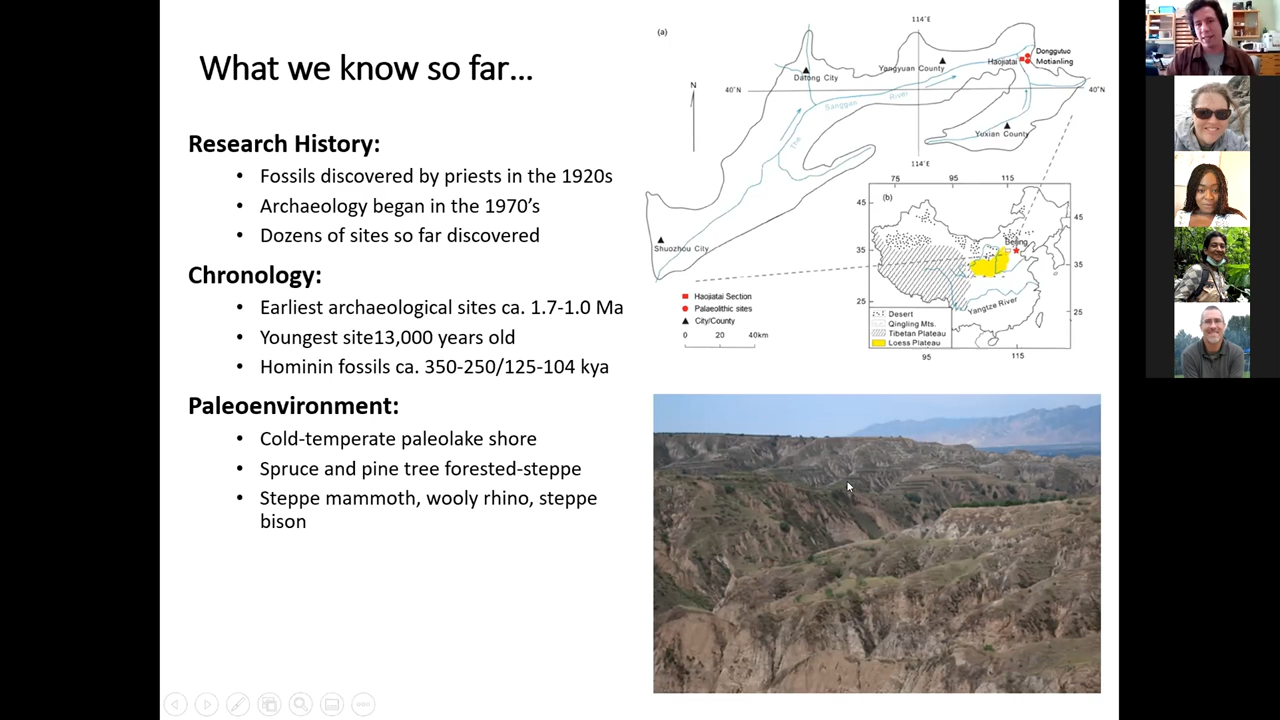 What we know so far…
Research History:
• Fossils discovered by priests in the 1920s
• Archaeology began in the 1970’s
• Dozens of sites so far discovered
Chronology:
• Earliest archaeological sites ca. 1.7-1.0 Ma
• Youngest site13,000 years old
• Hominin fossils ca. 350-250/125-104 kya
Paleoenvironment:
• Cold-temperate paleolake shore
• Spruce and pine tree forested-steppe
• Steppe mammoth, wooly rhino, steppe
bison
(a)
114°E
Donggutuo
Haojiatai
Motianling
Yangyuan County
Datong City
N
40°N
40°N
The Sanggan River
Yuxian County
114°E
Shuozhou City
Haojiatai Section
Palaeolithic sites
City/County
0 20 40km
75 95 115
(b)
45 45
Beijing
35 35
25 25
Yangtze River
Desert
Qingling Mts.
Tibetan Plateau
Loess Plateau
95 115